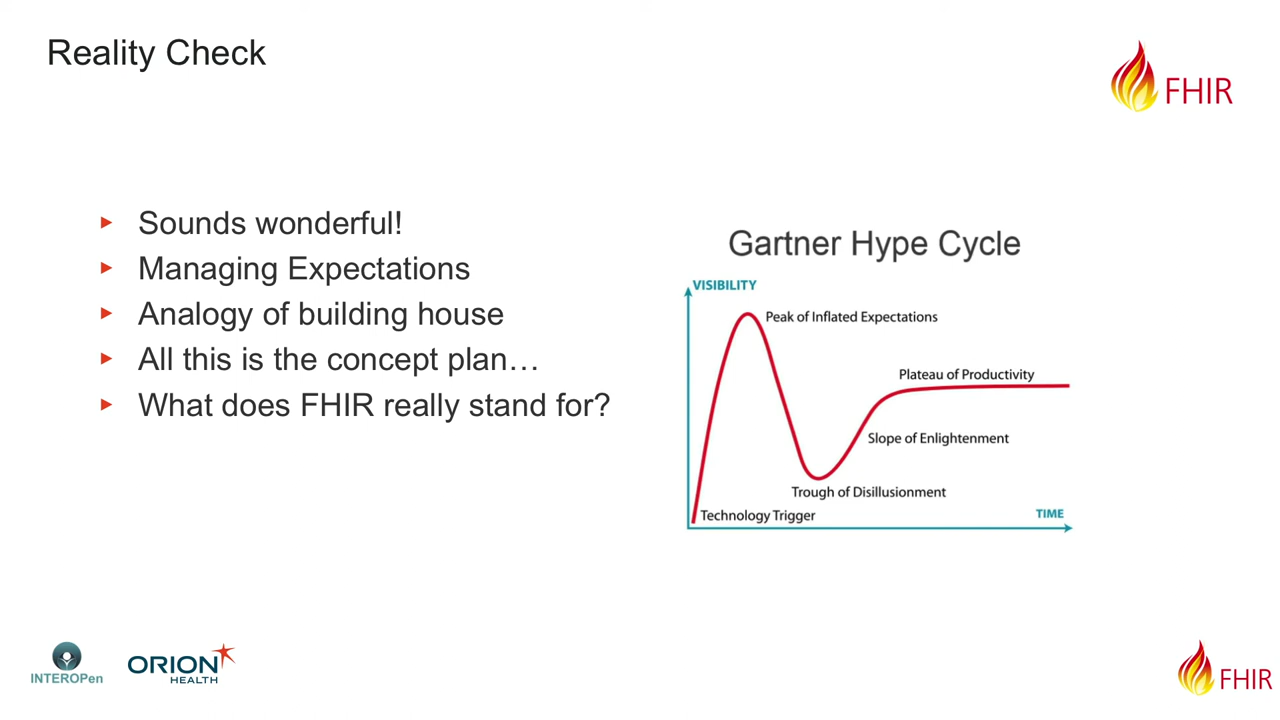 Reality Check
FHIR
Sounds wonderful!
Managing Expectations
Analogy of building house
All this is the concept plan…
What does FHIR really stand for?
Gartner Hype Cycle
VISIBILITY
Peak of Inflated Expectations
Plateau of Productivity
Slope of Enlightenment
Trough of Disillusionment
Technology Trigger
TIME
INTEROPen
ORION
HEALTH
FHIR